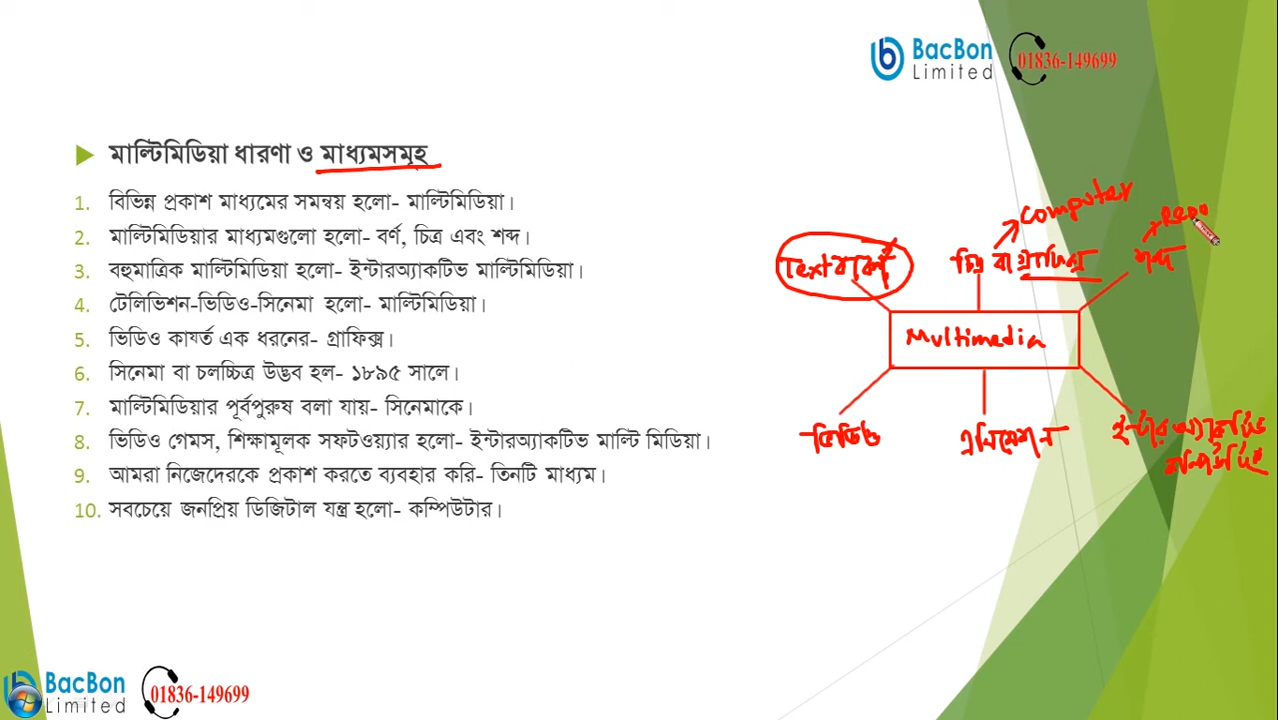 BacBon
Limited
01836-149699
মাল্টিমিডিয়া ধারণা ও মাধ্যমসমূহ
1. বিভিন্ন প্রকাশ মাধ্যমের সমন্বয় হলো- মাল্টিমিডিয়া।
2. মাল্টিমিডিয়ার মাধ্যমগুলো হলো- বর্ণ, চিত্র এবং শব্দ।
3. বহুমাত্রিক মাল্টিমিডিয়া হলো- ইন্টারঅ্যাকটিভ মাল্টিমিডিয়া।
4. টেলিভিশন-ভিডিও-সিনেমা হলো- মাল্টিমিডিয়া।
5. ভিডিও কাযর্ত এক ধরনের- গ্রাফিক্স।
6. সিনেমা বা চলচ্চিত্র উদ্ভব হল- ১৮৯৫ সালে।
7. মাল্টিমিডিয়ার পূর্বপুরুষ বলা যায়- সিনেমাকে।
8. ভিডিও গেমস, শিক্ষামূলক সফটওয়্যার হলো- ইন্টারঅ্যাকটিভ মাল্টি মিডিয়া।
9. আমরা নিজেদেরকে প্রকাশ করতে ব্যবহার করি- তিনটি মাধ্যম।
10. সবচেয়ে জনপ্রিয় ডিজিটাল যন্ত্র হলো- কম্পিউটার।
Computer
Text বা বর্ণ
চিত্র বা গ্রাফিক্স
শব্দ
Multimedia
ভিডিও
এনিমেশন
BacBon
Limited
01836-149699